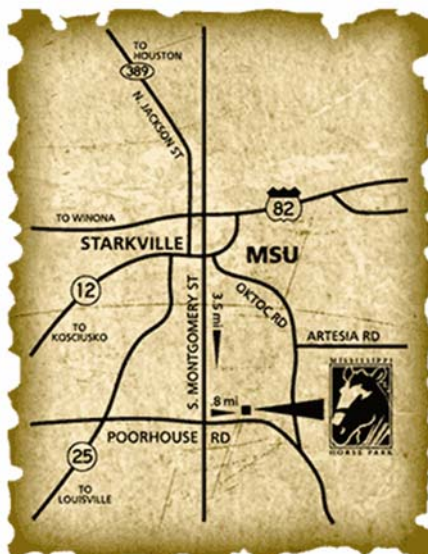 TO
HOUSTON
389
N. JACKSON ST
82
TO WINONA
STARKVILLE
MSU
12
TO
KOSCIUSKO
S. MONTGOMERY ST
3.5 mi
OKTOC RD
ARTESIA RD
MISSISSIPPI
.8 mi
POORHOUSE RD
HORSE PARK
25
TO
LOUISVILLE